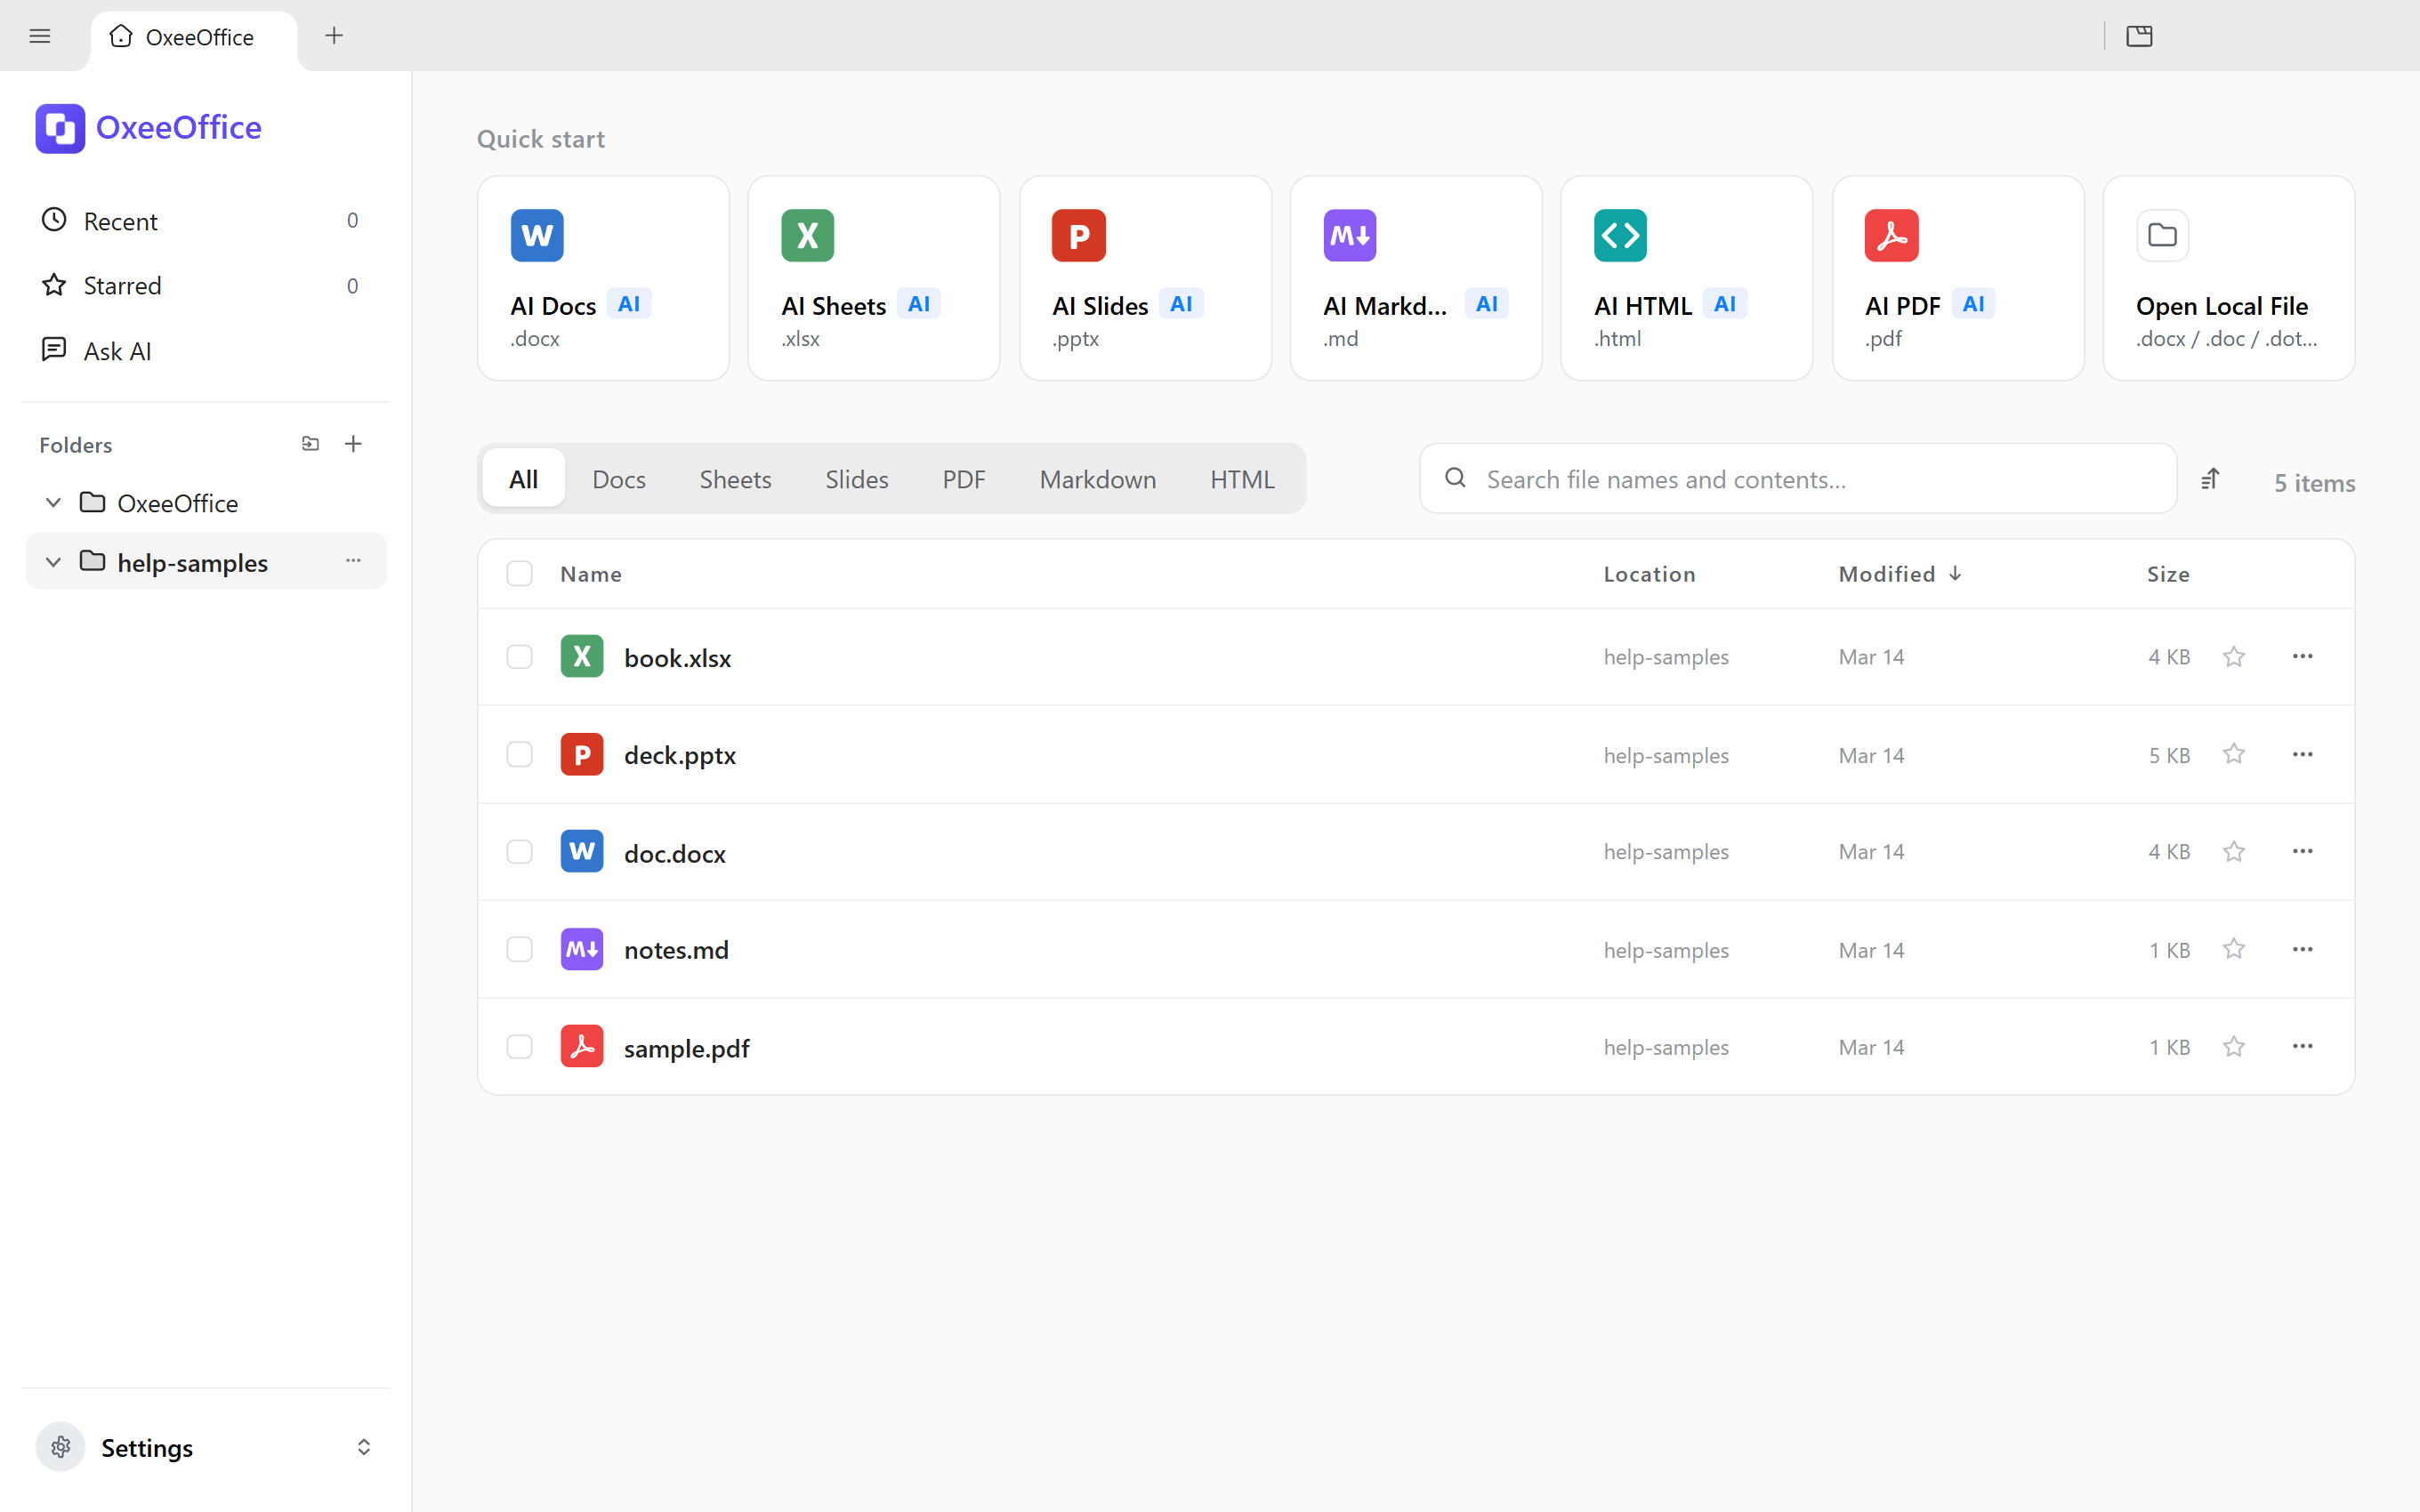 OxeeOffice
OxeeOffice
Recent 0
Starred 0
Ask AI
Folders
OxeeOffice
help-samples
Settings
Quick start
W
AI Docs AI
.docx
X
AI Sheets AI
.xlsx
P
AI Slides AI
.pptx
M↓
AI Markd... AI
.md
AI HTML AI
.html
AI PDF AI
.pdf
Open Local File
.docx / .doc / .dot...
All Docs Sheets Slides PDF Markdown HTML
Search file names and contents...
5 items
Name Location Modified ↓ Size
X book.xlsx help-samples Mar 14 4 KB
P deck.pptx help-samples Mar 14 5 KB
W doc.docx help-samples Mar 14 4 KB
M↓ notes.md help-samples Mar 14 1 KB
sample.pdf help-samples Mar 14 1 KB